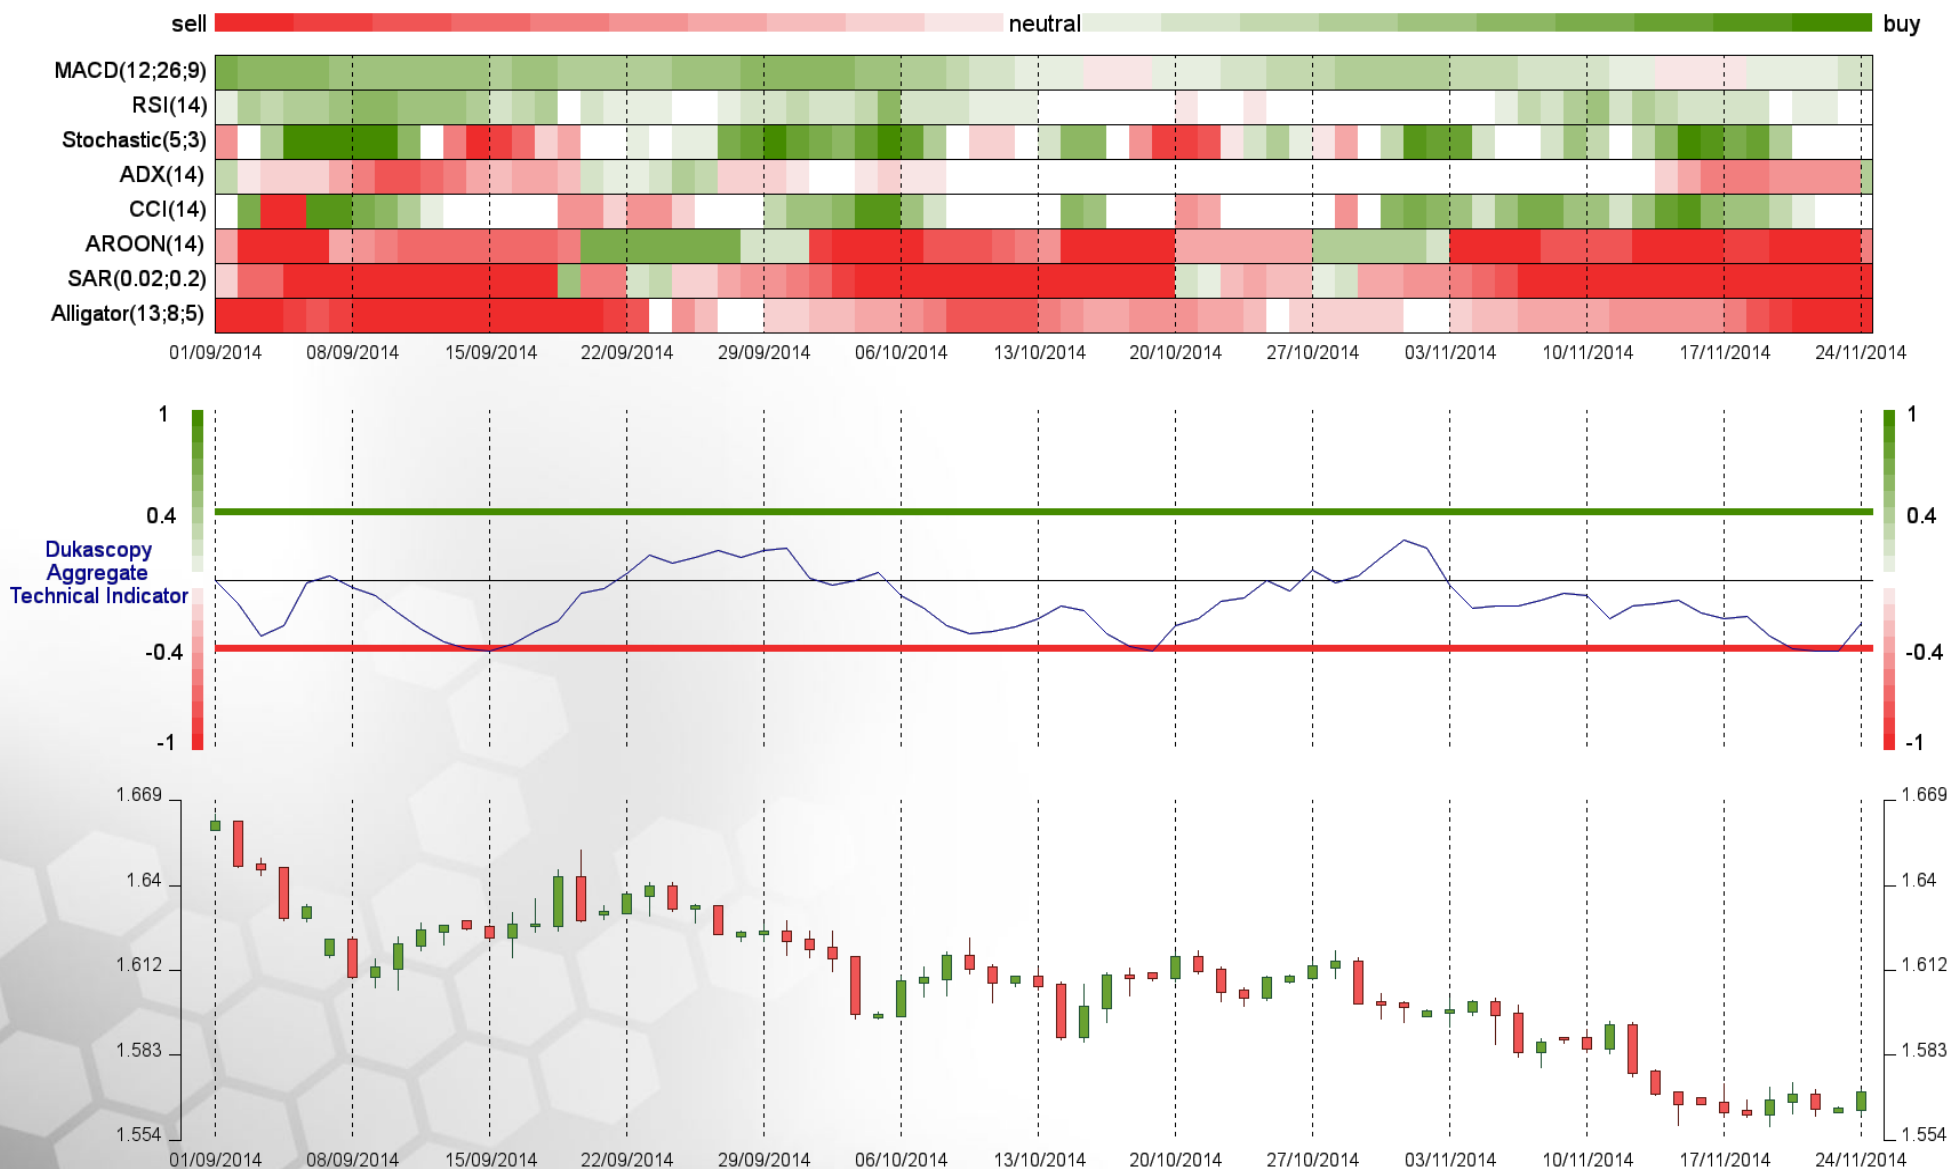 sell neutral buy
MACD(12;26;9)
RSI(14)
Stochastic(5;3)
ADX(14)
CCI(14)
AROON(14)
SAR(0.02;0.2)
Alligator(13;8;5)
01/09/2014 08/09/2014 15/09/2014 22/09/2014 29/09/2014 06/10/2014 13/10/2014 20/10/2014 27/10/2014 03/11/2014 10/11/2014 17/11/2014 24/11/2014
1 1
0.4 0.4
Dukascopy
Aggregate
Technical Indicator
-0.4 -0.4
-1 -1
1.669 1.669
1.64 1.64
1.612 1.612
1.583 1.583
1.554 1.554
01/09/2014 08/09/2014 15/09/2014 22/09/2014 29/09/2014 06/10/2014 13/10/2014 20/10/2014 27/10/2014 03/11/2014 10/11/2014 17/11/2014 24/11/2014